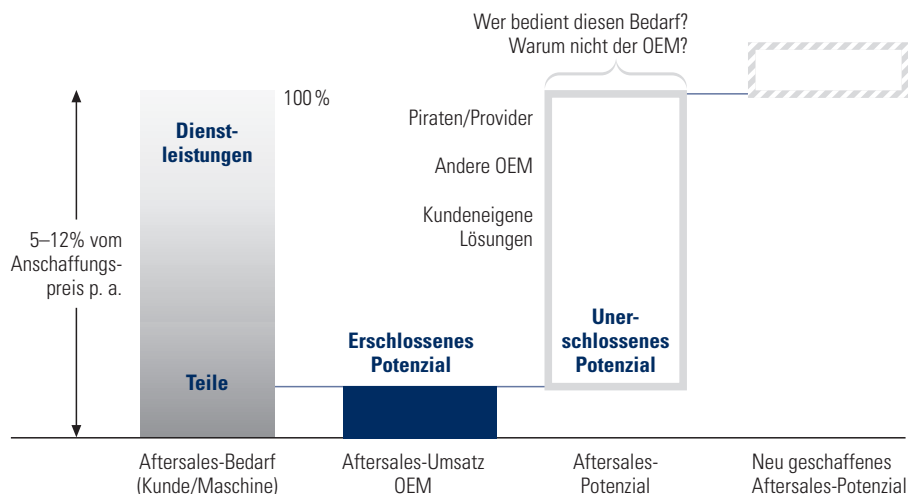 Wer bedient diesen Bedarf?
Warum nicht der OEM?
100 %
Dienst-
leistungen
Piraten/Provider
Andere OEM
Kundeneigene
Lösungen
5–12% vom
Anschaffungs-
preis p. a.
Teile
Erschlossenes
Potenzial
Uner-
schlossenes
Potenzial
Aftersales-Bedarf
(Kunde/Maschine)
Aftersales-Umsatz
OEM
Aftersales-
Potenzial
Neu geschaffenes
Aftersales-Potenzial